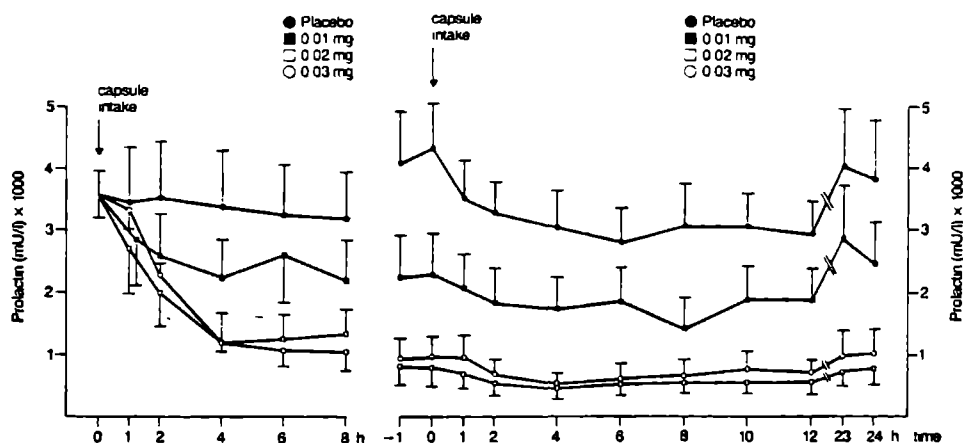 ● Placebo
■ 0 01 mg
□ 0 02 mg
○ 0 03 mg
capsule
intake
capsule
intake
● Placebo
■ 0 01 mg
□ 0 02 mg
○ 0 03 mg
Prolactin (mU/l) × 1000
5
4
3
2
1
0 1 2 4 6 8 h
-1 0 1 2 4 6 8 10 12 23 24 h time
5
4
3
2
1
Prolactin (mU/l) × 1000